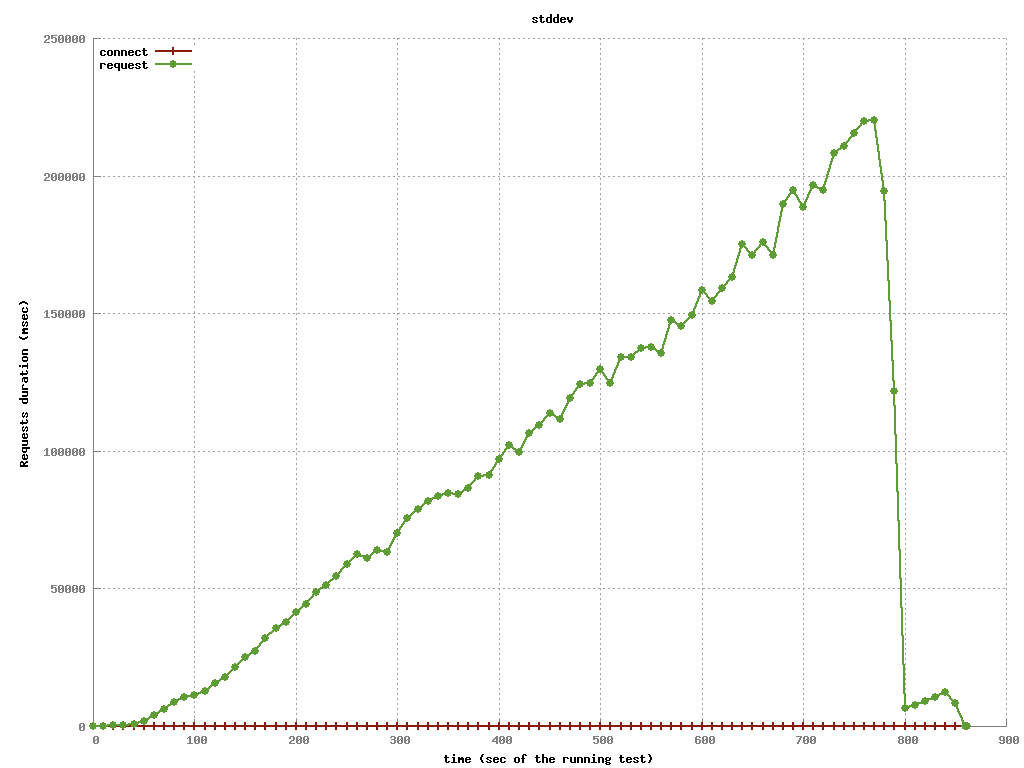 stddev
250000
connect
request
200000
150000
Requests duration (msec)
100000
50000
0
0 100 200 300 400 500 600 700 800 900
time (sec of the running test)